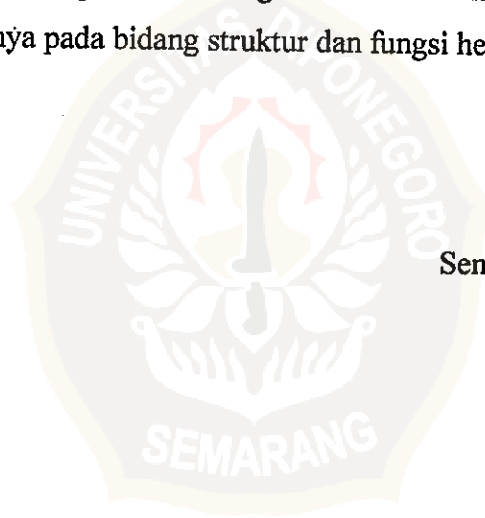 nya pada bidang struktur dan fungsi he
Sen
UNIVERSITAS DIPONEGORO
SEMARANG